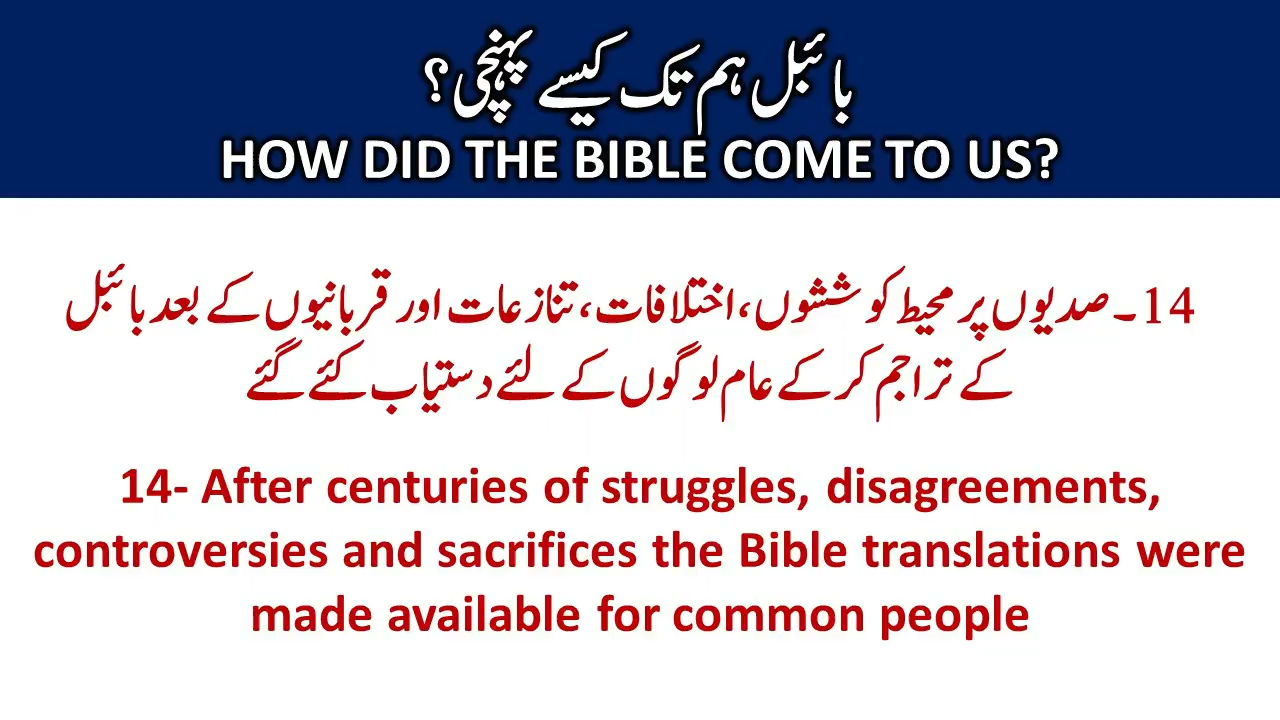 بائبل ہم تک کیسے پہنچی؟
HOW DID THE BIBLE COME TO US?
14۔صدیوں پر محیط کوششوں، اختلافات، تنازعات اور قربانیوں کے بعد بائبل
کے تراجم کر کے عام لوگوں کے لئے دستیاب کئے گئے
14- After centuries of struggles, disagreements,
controversies and sacrifices the Bible translations were
made available for common people